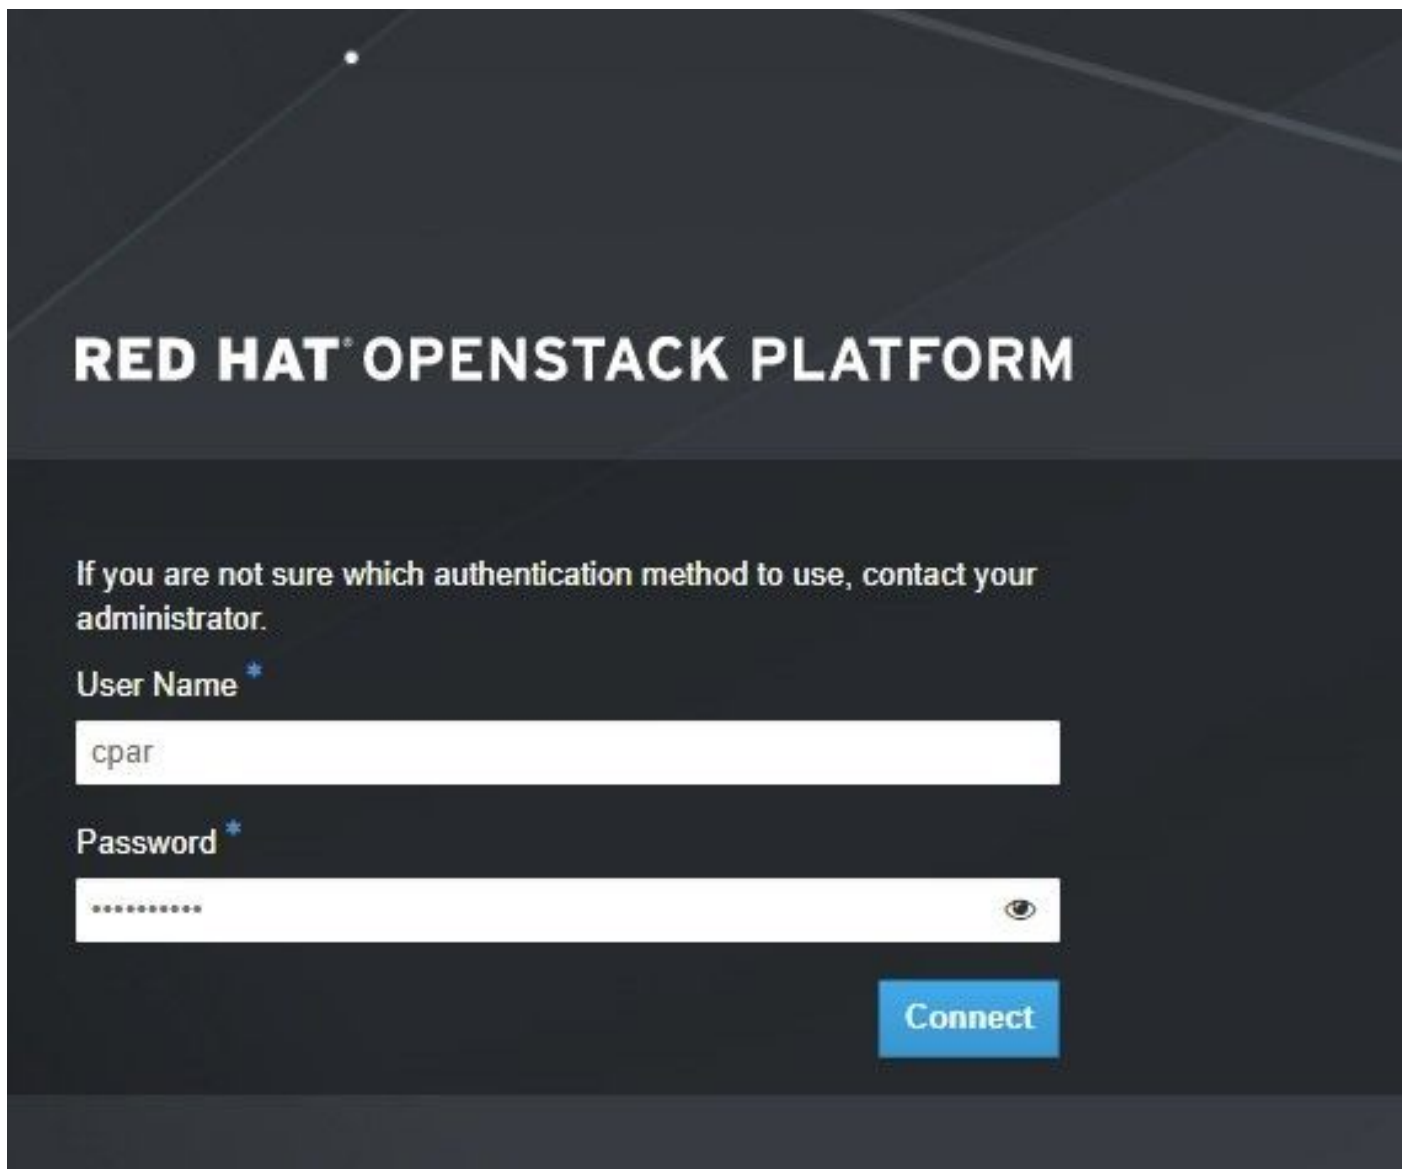 RED HAT® OPENSTACK PLATFORM
If you are not sure which authentication method to use, contact your
administrator.
User Name *
cpar
Password *
••••••••••
Connect